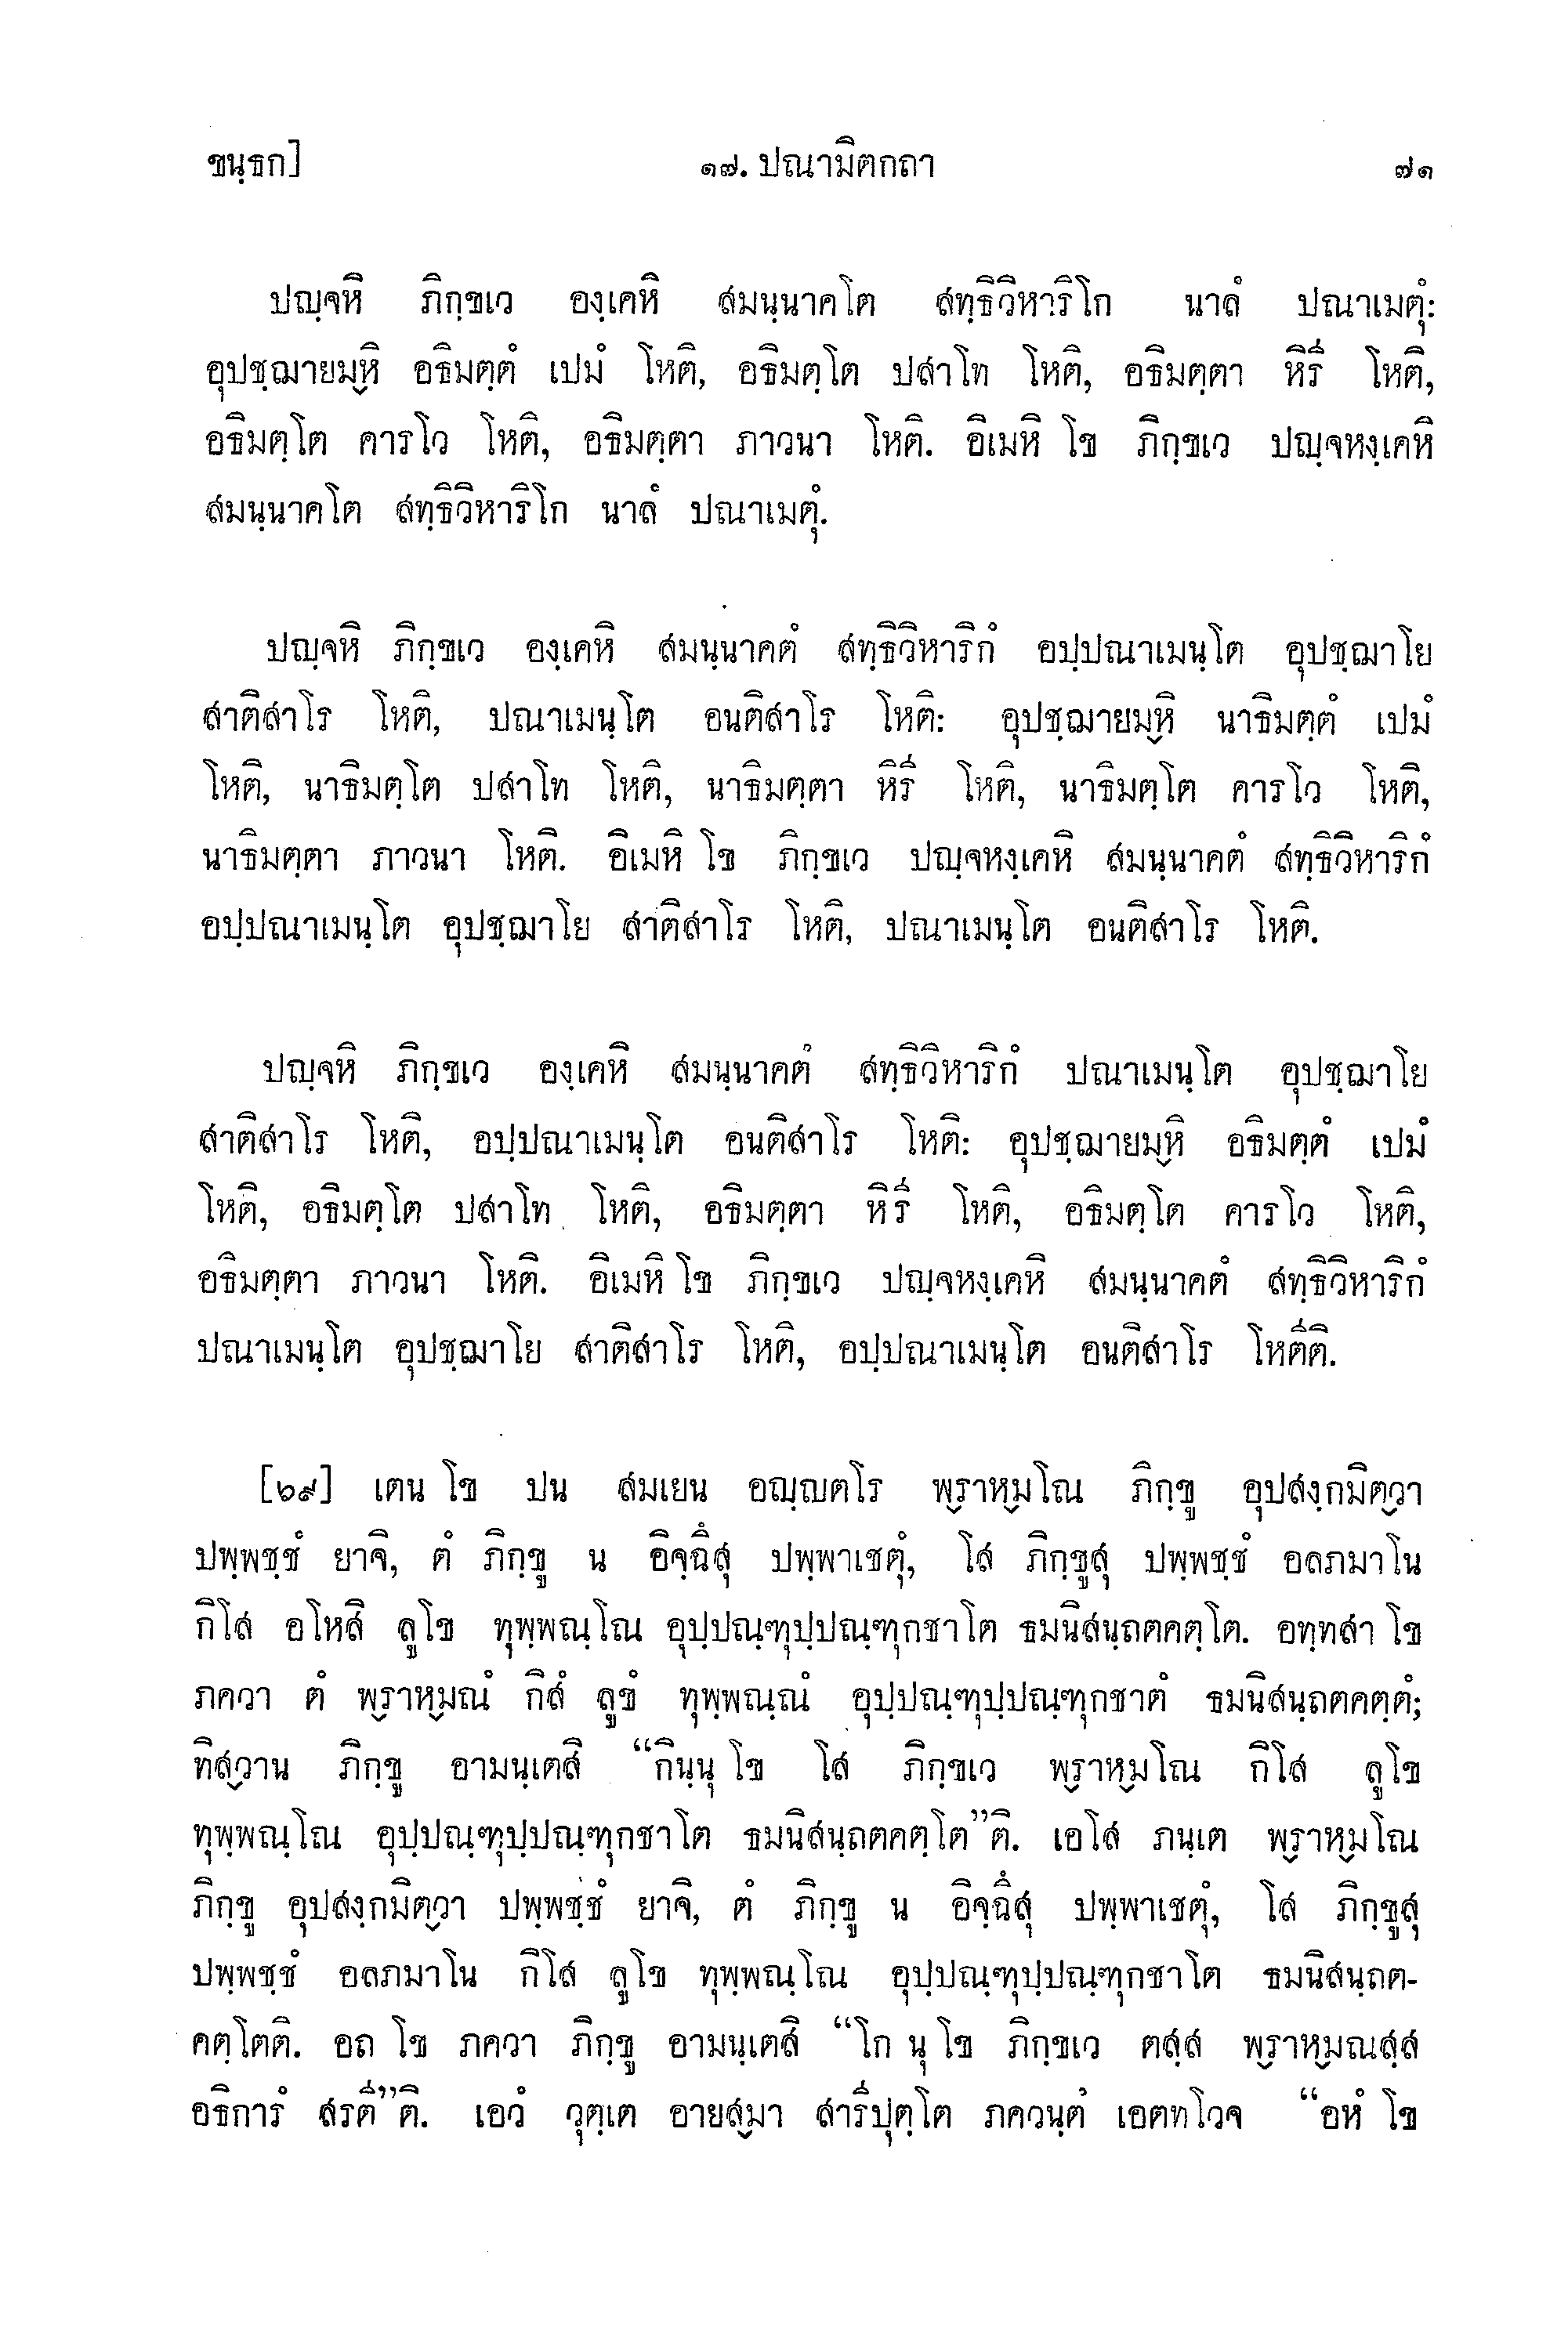 ขนฺธก]
๑๗. ปณามิตกถา
๗๑
ปญฺจหิ ภิกฺขเว องฺเคหิ สมนฺนาคโต สทฺธิวิหาริโก นาลํ ปณาเมตุํ:
อุปชฺฌายมฺหิ อธิมตฺตํ เปมํ โหติ, อธิมตฺโต ปสาโท โหติ, อธิมตฺตา หิรี โหติ,
อธิมตฺโต คารโว โหติ, อธิมตฺตา ภาวนา โหติ. อิเมหิ โข ภิกฺขเว ปญฺจหงฺเคหิ
สมนฺนาคโต สทฺธิวิหาริโก นาลํ ปณาเมตุํ.
ปญฺจหิ ภิกฺขเว องฺเคหิ สมนฺนาคตํ สทฺธิวิหาริกํ อปฺปณาเมนฺโต อุปชฺฌาโย
สาติสาโร โหติ, ปณาเมนฺโต อนติสาโร โหติ: อุปชฺฌายมฺหิ นาธิมตฺตํ เปมํ
โหติ, นาธิมตฺโต ปสาโท โหติ, นาธิมตฺตา หิรี โหติ, นาธิมตฺโต คารโว โหติ,
นาธิมตฺตา ภาวนา โหติ. อิเมหิ โข ภิกฺขเว ปญฺจหงฺเคหิ สมนฺนาคตํ สทฺธิวิหาริกํ
อปฺปณาเมนฺโต อุปชฺฌาโย สาติสาโร โหติ, ปณาเมนฺโต อนติสาโร โหติ.
ปญฺจหิ ภิกฺขเว องฺเคหิ สมนฺนาคตํ สทฺธิวิหาริกํ ปณาเมนฺโต อุปชฺฌาโย
สาติสาโร โหติ, อปฺปณาเมนฺโต อนติสาโร โหติ: อุปชฺฌายมฺหิ อธิมตฺตํ เปมํ
โหติ, อธิมตฺโต ปสาโท โหติ, อธิมตฺตา หิรี โหติ, อธิมตฺโต คารโว โหติ,
อธิมตฺตา ภาวนา โหติ. อิเมหิ โข ภิกฺขเว ปญฺจหงฺเคหิ สมนฺนาคตํ สทฺธิวิหาริกํ
ปณาเมนฺโต อุปชฺฌาโย สาติสาโร โหติ, อปฺปณาเมนฺโต อนติสาโร โหตีติ.
[๖๙] เตน โข ปน สมเยน อญฺญตโร พฺราหฺมโณ ภิกฺขู อุปสงฺกมิตฺวา
ปพฺพชฺชํ ยาจิ, ตํ ภิกฺขู น อิจฺฉึสุ ปพฺพาเชตุํ, โส ภิกฺขูสุ ปพฺพชฺชํ อลภมาโน
กิโส อโหสิ ลูโข ทุพฺพณฺโณ อุปฺปณฺฑุปฺปณฺฑุกชาโต ธมนิสนฺถตคตฺโต. อทฺทสา โข
ภควา ตํ พฺราหฺมณํ กิสํ ลูขํ ทุพฺพณฺณํ อุปฺปณฺฑุปฺปณฺฑุกชาตํ ธมนิสนฺถตคตฺตํ;
ทิสฺวาน ภิกฺขู อามนฺเตสิ “กินฺนุ โข โส ภิกฺขเว พฺราหฺมโณ กิโส ลูโข
ทุพฺพณฺโณ อุปฺปณฺฑุปฺปณฺฑุกชาโต ธมนิสนฺถตคตฺโต”ติ. เอโส ภนฺเต พฺราหฺมโณ
ภิกฺขู อุปสงฺกมิตฺวา ปพฺพชฺชํ ยาจิ, ตํ ภิกฺขู น อิจฺฉึสุ ปพฺพาเชตุํ, โส ภิกฺขูสุ
ปพฺพชฺชํ อลภมาโน กิโส ลูโข ทุพฺพณฺโณ อุปฺปณฺฑุปฺปณฺฑุกชาโต ธมนิสนฺถต-
คตฺโตติ. อถ โข ภควา ภิกฺขู อามนฺเตสิ “โก นุ โข ภิกฺขเว ตสฺส พฺราหฺมณสฺส
อธิการํ สรตี”ติ. เอวํ วุตฺเต อายสฺมา สารีปุตฺโต ภควนฺตํ เอตทโวจ “อหํ โข